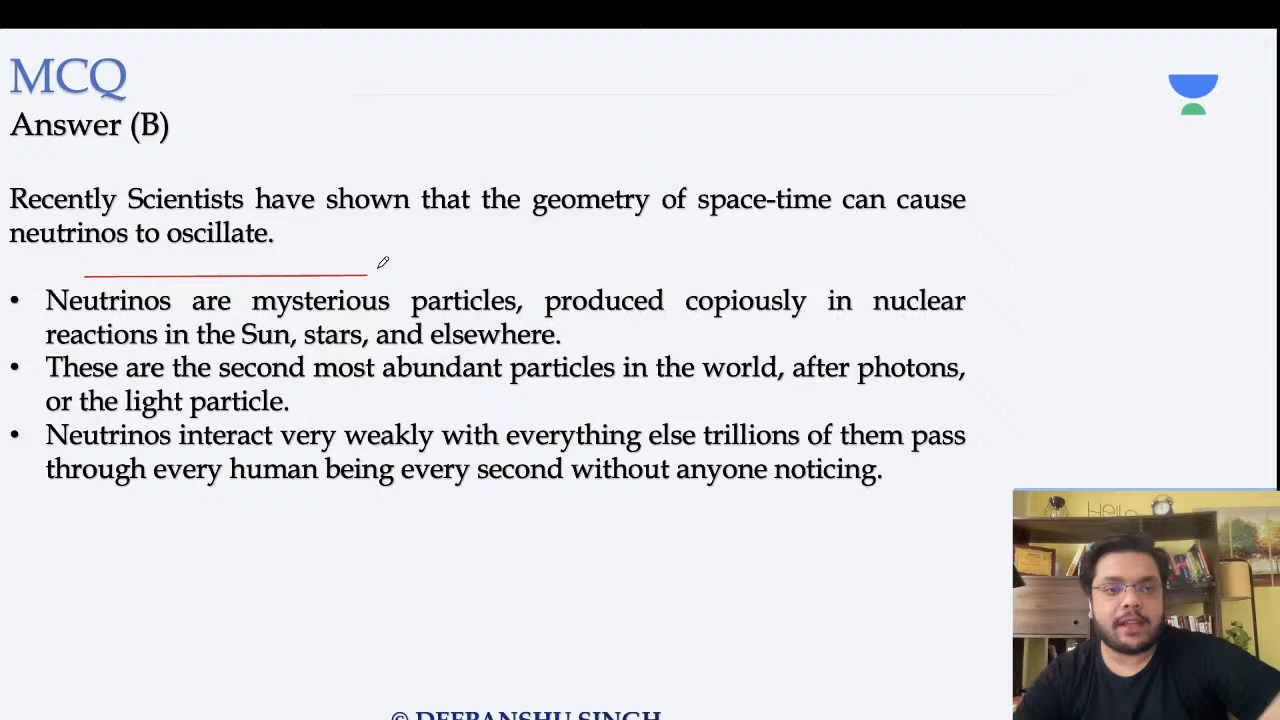 MCQ
Answer (B)
Recently Scientists have shown that the geometry of space-time can cause
neutrinos to oscillate.
• Neutrinos are mysterious particles, produced copiously in nuclear
reactions in the Sun, stars, and elsewhere.
• These are the second most abundant particles in the world, after photons,
or the light particle.
• Neutrinos interact very weakly with everything else trillions of them pass
through every human being every second without anyone noticing.
Hello
© DEEPANSHU SINGH